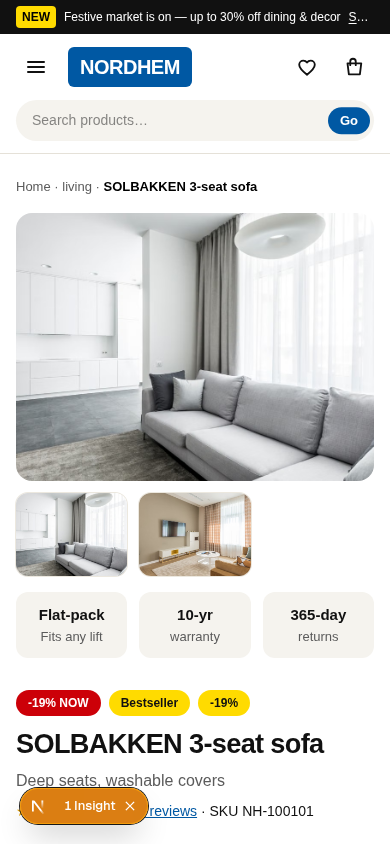 NEW Festive market is on — up to 30% off dining & decor S…
NORDHEM
Search products… Go
Home · living · SOLBAKKEN 3-seat sofa
Flat-pack
Fits any lift
10-yr
warranty
365-day
returns
-19% NOW Bestseller -19%
SOLBAKKEN 3-seat sofa
Deep seats, washable covers
reviews · SKU NH-100101
N 1 Insight